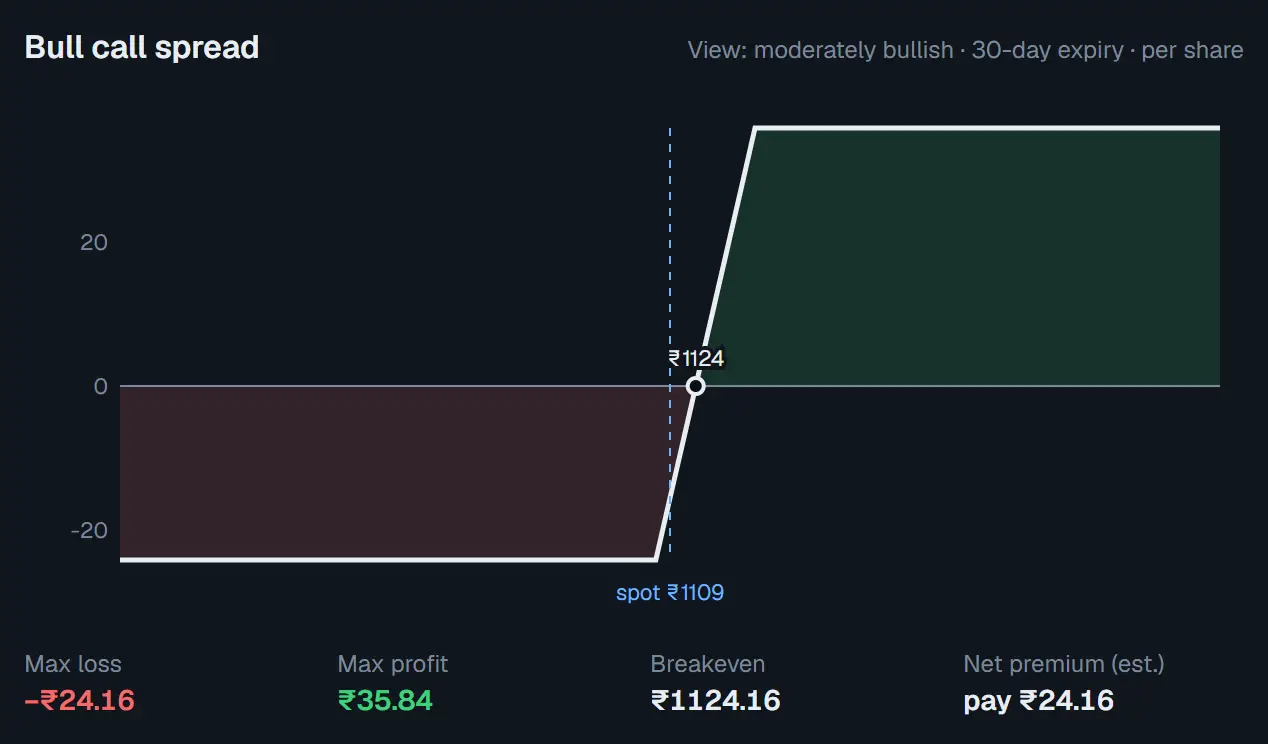 Bull call spread
View: moderately bullish · 30-day expiry · per share
20
₹1124
0
-20
spot ₹1109
Max loss
Max profit
Breakeven
Net premium (est.)
−₹24.16
₹35.84
₹1124.16
pay ₹24.16